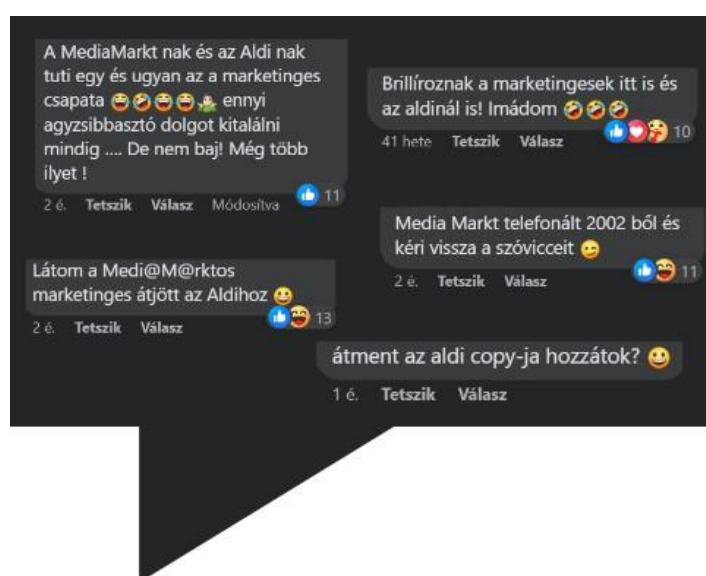 A MediaMarkt nak és az Aldi nak
tuti egy és ugyan az a marketinges
csapata 😂🤣😂😂🤷 ennyi
agyzsibbasztó dolgot kitalálni
mindig .... De nem baj! Még több
ilyet !
11
2 é. Tetszik Válasz Módosítva
Brillíroznak a marketingesek itt is és
az aldinál is! Imádom 🤣🤣🤣
10
41 hete Tetszik Válasz
Media Markt telefonált 2002 ből és
kéri vissza a szóvicceit 😉
11
2 é. Tetszik Válasz
Látom a Medi@M@rktos
marketinges átjött az Aldihoz 😀
13
2 é. Tetszik Válasz
átment az aldi copy-ja hozzátok? 😀
1 é. Tetszik Válasz